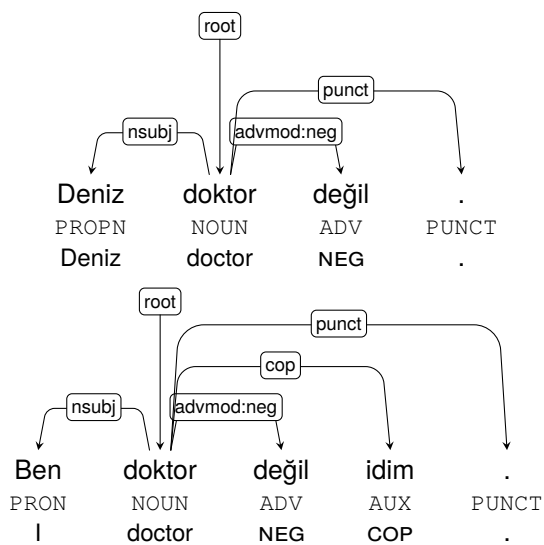 root
punct
nsubj advmod:neg
Deniz doktor değil .
PROPN NOUN ADV PUNCT
Deniz doctor NEG .
root
punct
cop
nsubj advmod:neg
Ben doktor değil idim .
PRON NOUN ADV AUX PUNCT
I doctor NEG COP .